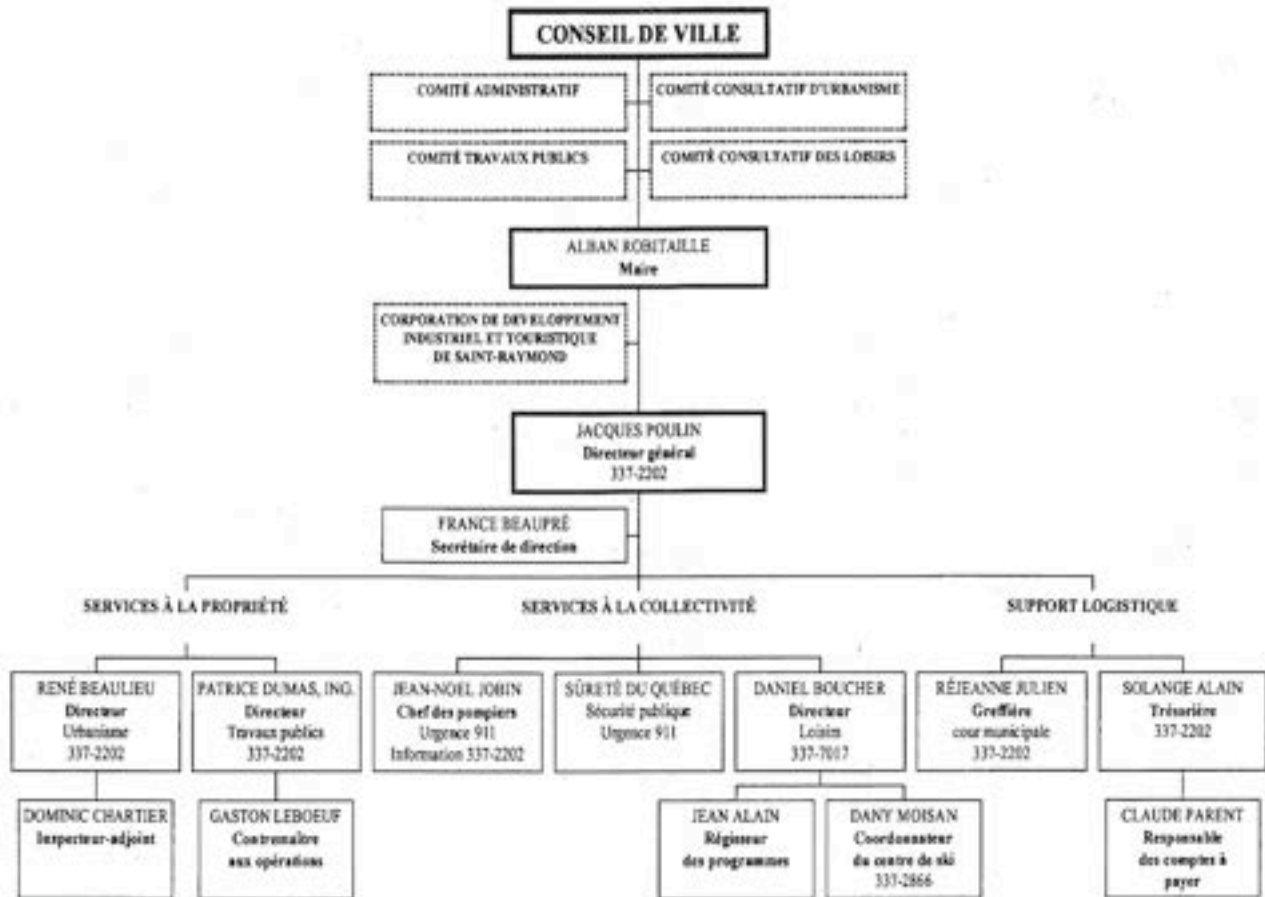 CONSEIL DE VILLE
COMITÉ ADMINISTRATIF
COMITÉ CONSULTATIF D'URBANISME
COMITÉ TRAVAUX PUBLICS
COMITÉ CONSULTATIF DES LOISIRS
ALBAN ROBITAILLE
Maire
CORPORATION DE DEVELOPPEMENT
INDUSTRIEL ET TOURISTIQUE
DE SAINT-RAYMOND
JACQUES POULIN
Directeur général
337-2202
FRANCE BEAUPRÉ
Secrétaire de direction
SERVICES À LA PROPRIÉTÉ
SERVICES À LA COLLECTIVITÉ
SUPPORT LOGISTIQUE
RENÉ BEAULIEU
Directeur
Urbanisme
337-2202
PATRICE DUMAS, ING.
Directeur
Travaux publics
337-2202
JEAN-NOEL JOBIN
Chef des pompiers
Urgence 911
Information 337-2202
SÛRETÉ DU QUÉBEC
Sécurité publique
Urgence 911
DANIEL BOUCHER
Directeur
Loisirs
337-7017
RÉJEANNE JULIEN
Greffière
cour municipale
337-2202
SOLANGE ALAIN
Trésorière
337-2202
DOMINIC CHARTIER
Inspecteur-adjoint
GASTON LEBOEUF
Contremaître
aux opérations
JEAN ALAIN
Régisseur
des programmes
DANY MOISAN
Coordonnateur
du centre de ski
337-2866
CLAUDE PARENT
Responsable
des comptes à
payer